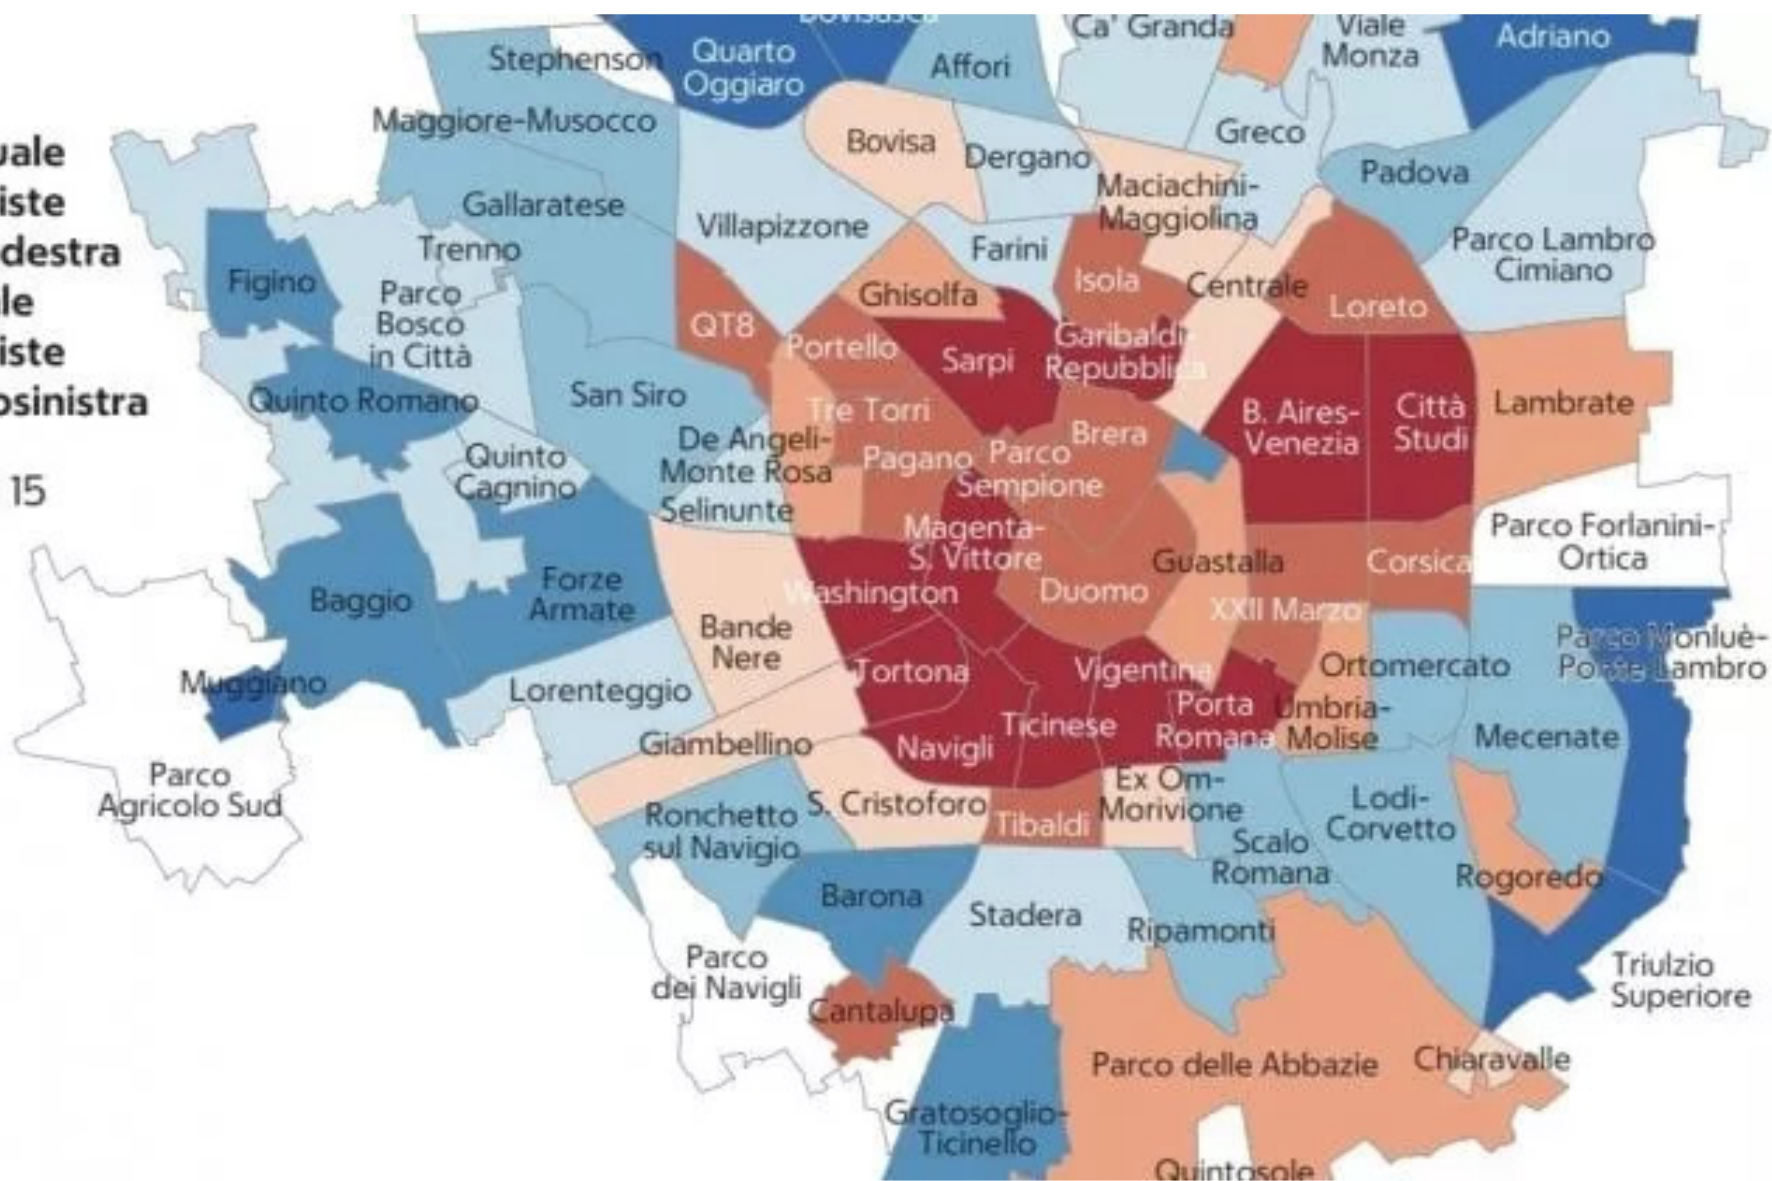 Bovisasca
Ca' Granda
Viale
Monza
Adriano
Stephenson
Quarto
Oggiaro
Affori
Maggiore-Musocco
Bovisa
Dergano
Greco
Padova
uale
iste
destra
le
iste
osinistra
15
Gallaratese
Villapizzone
Maciachini-
Maggiolina
Trenno
Farini
Parco Lambro
Cimiano
Figino
Parco
Bosco
in Città
Ghisolfa
Isola
Centrale
Loreto
QT8
Portello
Sarpi
Garibaldi-
Repubblica
Quinto Romano
San Siro
Tre Torri
Brera
B. Aires-
Venezia
Città
Studi
Lambrate
De Angeli-
Monte Rosa
Pagano
Parco
Sempione
Quinto
Cagnino
Selinunte
Magenta-
S. Vittore
Guastalla
Corsica
Parco Forlanini-
Ortica
Baggio
Forze
Armate
Washington
Duomo
XXII Marzo
Bande
Nere
Parco Monluè-
Ponte Lambro
Muggiano
Lorenteggio
Tortona
Vigentina
Ortomercato
Porta
Romana
Umbria-
Molise
Giambellino
Navigli
Ticinese
Mecenate
Parco
Agricolo Sud
Ronchetto
sul Navigio
S. Cristoforo
Tibaldi
Ex Om-
Morivione
Lodi-
Corvetto
Scalo
Romana
Rogoredo
Barona
Stadera
Ripamonti
Parco
dei Navigli
Triulzio
Superiore
Cantalupa
Parco delle Abbazie
Chiaravalle
Gratosoglio-
Ticinello
Quintosole